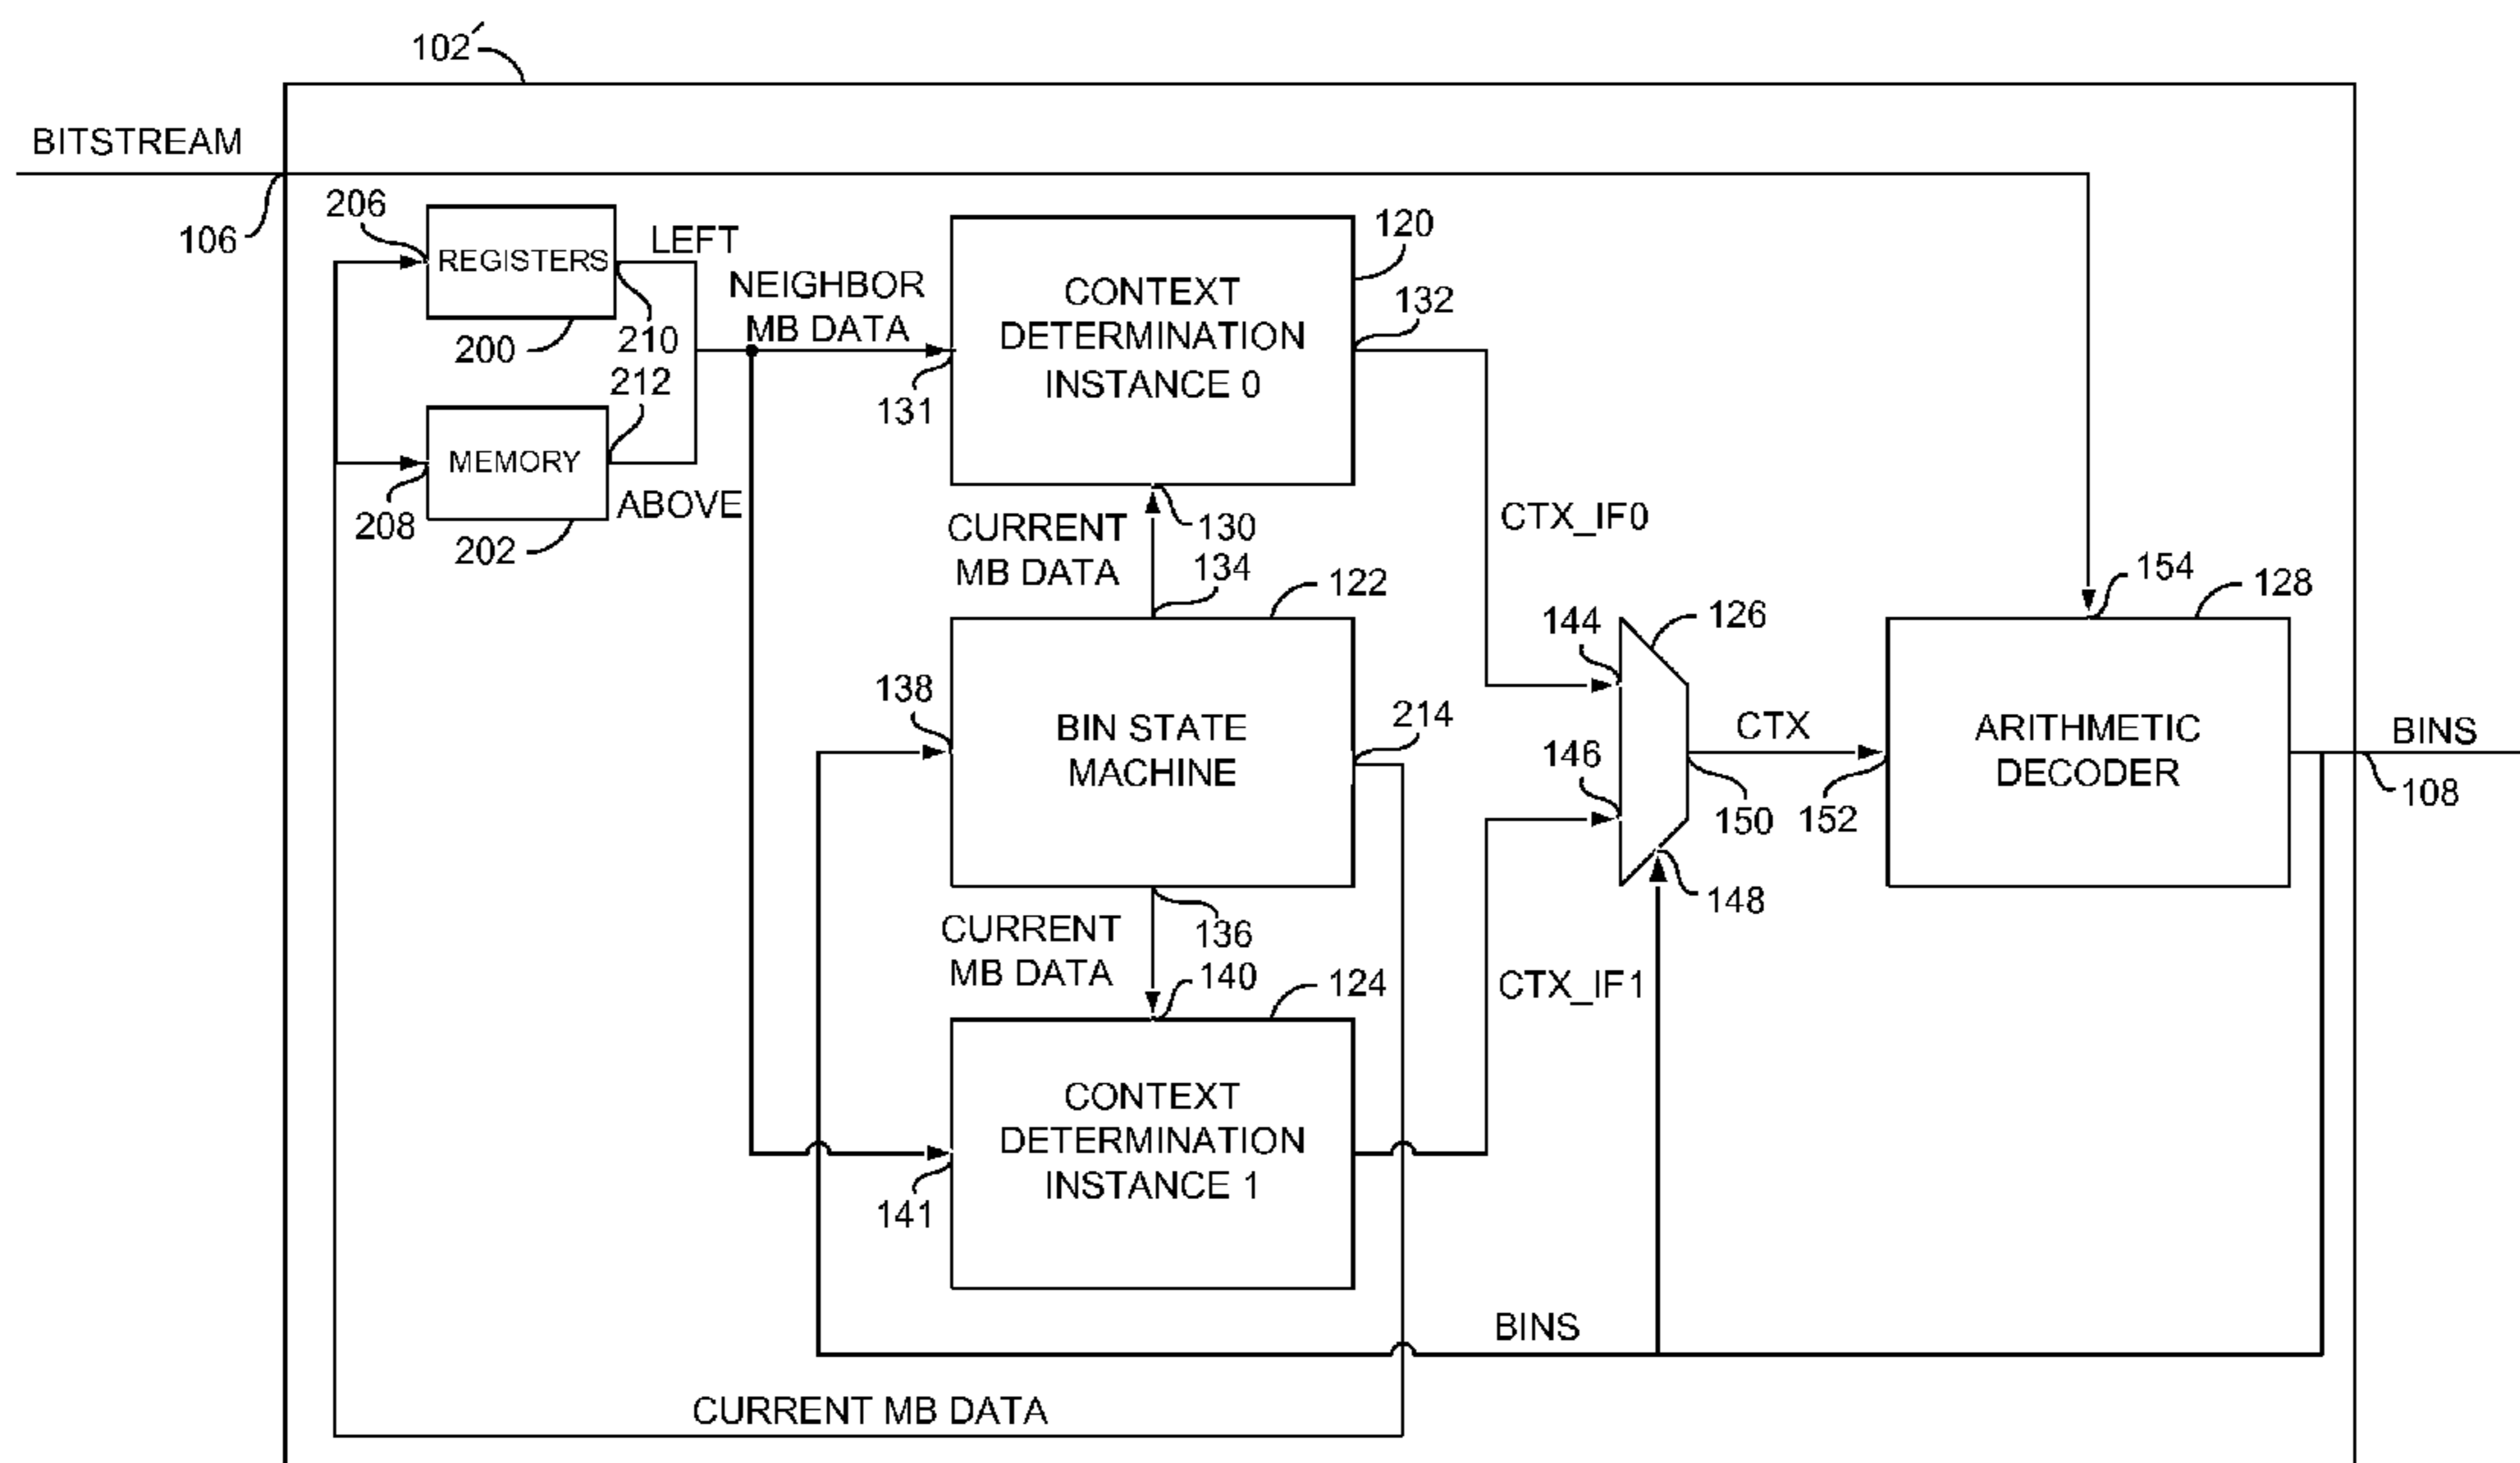 102´
BITSTREAM
106
206
REGISTERS
LEFT
200
210
NEIGHBOR
MB DATA
212
MEMORY
208
202
ABOVE
131
CONTEXT
DETERMINATION
INSTANCE 0
120
132
CURRENT
MB DATA
130
134
122
CTX_IF0
138
BIN STATE
MACHINE
214
144
126
146
CTX
150
152
148
154
128
ARITHMETIC
DECODER
BINS
108
CURRENT
MB DATA
136
140
124
CTX_IF1
141
CONTEXT
DETERMINATION
INSTANCE 1
BINS
CURRENT MB DATA